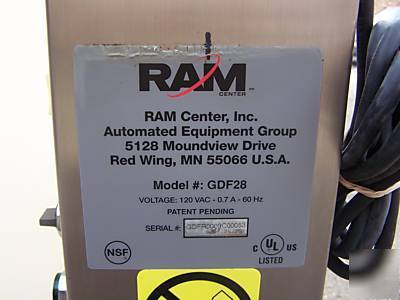 RAM
CENTER
RAM Center, Inc.
Automated Equipment Group
5128 Moundview Drive
Red Wing, MN 55066 U.S.A.
Model #: GDF28
VOLTAGE: 120 VAC - 0.7 A - 60 Hz
PATENT PENDING
SERIAL #:
NSF
C UL US
LISTED